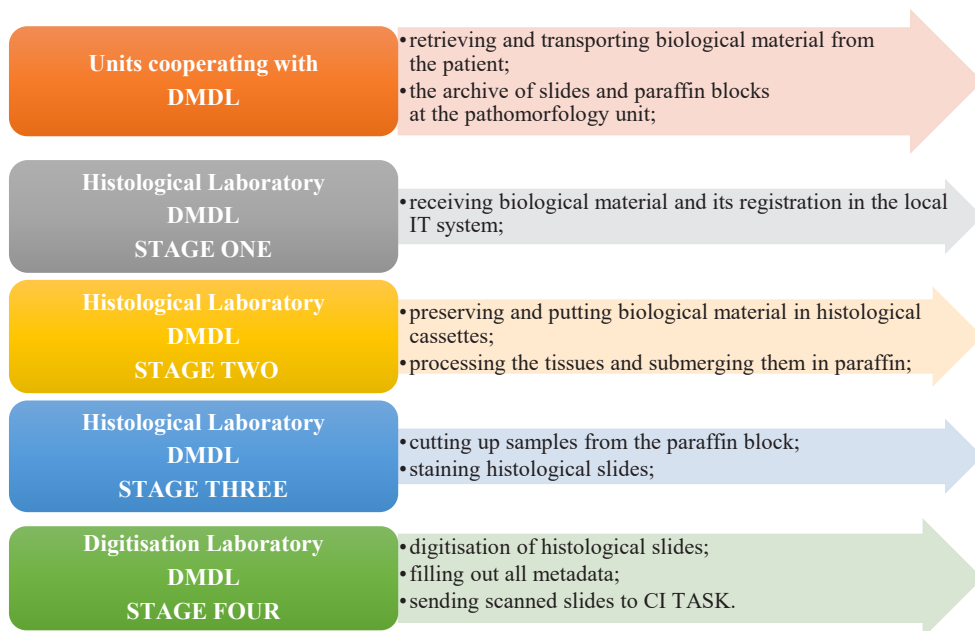 Units cooperating with
DMDL
•retrieving and transporting biological material from
the patient;
•the archive of slides and paraffin blocks
at the pathomorfology unit;
Histological Laboratory
DMDL
STAGE ONE
•receiving biological material and its registration in the local
IT system;
Histological Laboratory
DMDL
STAGE TWO
•preserving and putting biological material in histological
cassettes;
•processing the tissues and submerging them in paraffin;
Histological Laboratory
DMDL
STAGE THREE
•cutting up samples from the paraffin block;
•staining histological slides;
Digitisation Laboratory
DMDL
STAGE FOUR
•digitisation of histological slides;
•filling out all metadata;
•sending scanned slides to CI TASK.